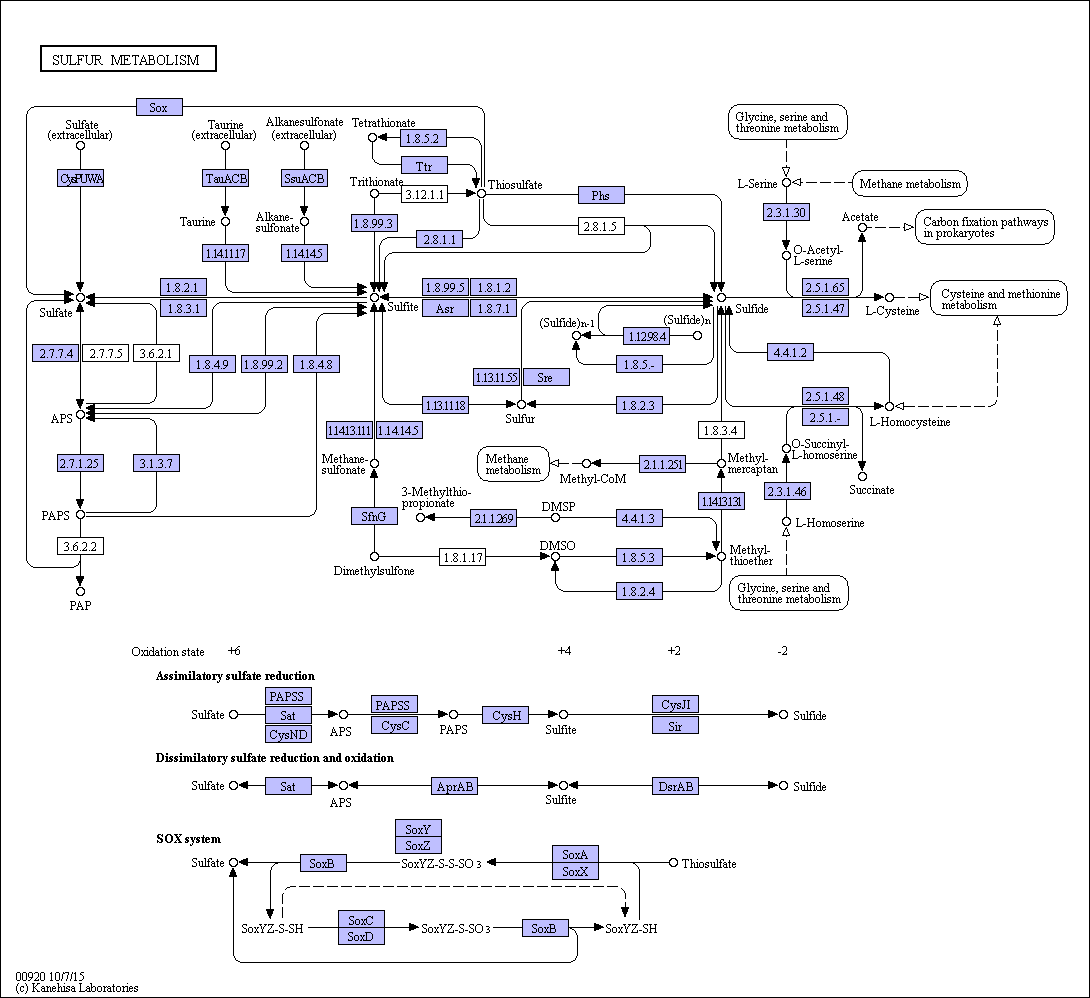 SULFUR METABOLISM
Sox
Sulfate
(extracellular)
Taurine
(extracellular)
Alkanesulfonate
(extracellular)
Tetrathionate
1.8.5.2
Ttr
Glycine, serine and
threonine metabolism
CysPUWA
TauACB
SsuACB
Trithionate
3.12.1.1
Thiosulfate
Phs
L-Serine
Methane metabolism
Taurine
Alkane-
sulfonate
1.8.99.3
2.8.1.1
2.8.1.5
2.3.1.30
Acetate
Carbon fixation pathways
in prokaryotes
1.14.11.17
1.14.14.5
O-Acetyl-
L-serine
1.8.2.1
1.8.3.1
1.8.99.5
1.8.1.2
Asr
1.8.7.1
2.5.1.65
2.5.1.47
Sulfate
Sulfite
Sulfide
L-Cysteine
Cysteine and methionine
metabolism
(Sulfide)n-1
(Sulfide)n
1.12.98.4
2.7.7.4
2.7.7.5
3.6.2.1
1.8.4.9
1.8.99.2
1.8.4.8
1.8.5.-
4.4.1.2
1.13.11.55
Sre
1.13.11.18
Sulfur
1.8.2.3
2.5.1.48
2.5.1.-
L-Homocysteine
APS
1.14.13.111
1.14.14.5
1.8.3.4
O-Succinyl-
L-homoserine
2.7.1.25
3.1.3.7
Methane-
sulfonate
Methane
metabolism
Methyl-CoM
2.1.1.251
Methyl-
mercaptan
Succinate
2.3.1.46
3-Methylthio-
propionate
1.14.13.131
PAPS
SfnG
2.1.1.269
DMSP
4.4.1.3
L-Homoserine
3.6.2.2
Dimethylsulfone
1.8.1.17
DMSO
1.8.5.3
Methyl-
thioether
1.8.2.4
Glycine, serine and
threonine metabolism
PAP
Oxidation state +6 +4 +2 -2
Assimilatory sulfate reduction
PAPSS
Sulfate
Sat
CysND
APS
PAPSS
CysC
PAPS
CysH
Sulfite
CysJI
Sir
Sulfide
Dissimilatory sulfate reduction and oxidation
Sulfate
Sat
APS
AprAB
Sulfite
DsrAB
Sulfide
SOX system
SoxY
SoxZ
Sulfate
SoxB
SoxYZ-S-S-SO3
SoxA
SoxX
Thiosulfate
SoxYZ-S-SH
SoxC
SoxD
SoxYZ-S-SO3
SoxB
SoxYZ-SH
00920 10/7/15
(c) Kanehisa Laboratories